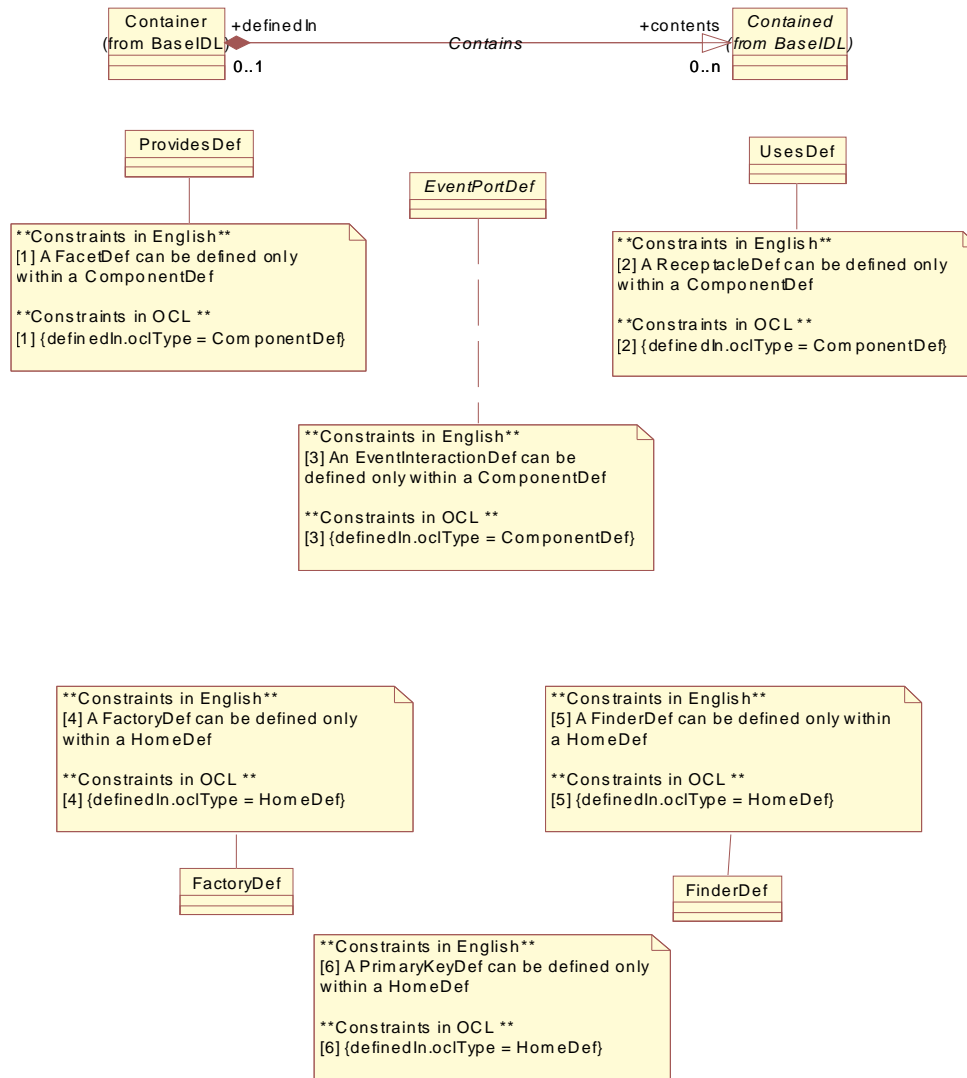 Container
(from BaseIDL)
+definedIn
0..1
Contains
+contents
0..n
Contained
(from BaseIDL)
ProvidesDef
EventPortDef
UsesDef
**Constraints in English**
[1] A FacetDef can be defined only
within a ComponentDef
**Constraints in OCL **
[1] {definedIn.oclType = ComponentDef}
**Constraints in English**
[2] A ReceptacleDef can be defined only
within a ComponentDef
**Constraints in OCL **
[2] {definedIn.oclType = ComponentDef}
**Constraints in English**
[3] An EventInteractionDef can be
defined only within a ComponentDef
**Constraints in OCL **
[3] {definedIn.oclType = ComponentDef}
**Constraints in English**
[4] A FactoryDef can be defined only
within a HomeDef
**Constraints in OCL **
[4] {definedIn.oclType = HomeDef}
**Constraints in English**
[5] A FinderDef can be defined only within
a HomeDef
**Constraints in OCL **
[5] {definedIn.oclType = HomeDef}
FactoryDef
FinderDef
**Constraints in English**
[6] A PrimaryKeyDef can be defined only
within a HomeDef
**Constraints in OCL **
[6] {definedIn.oclType = HomeDef}